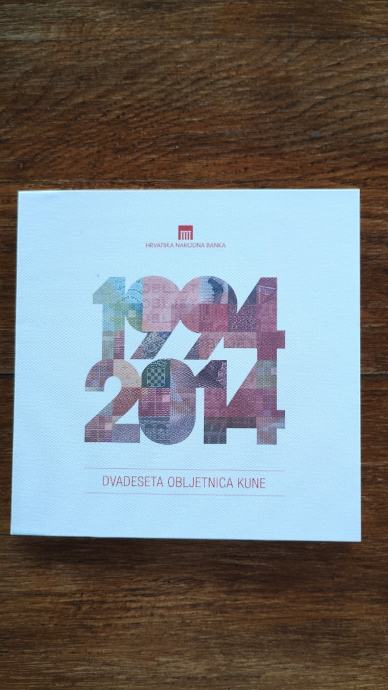 HRVATSKA NARODNA BANKA
1994
2014
DVADESETA OBLJETNICA KUNE